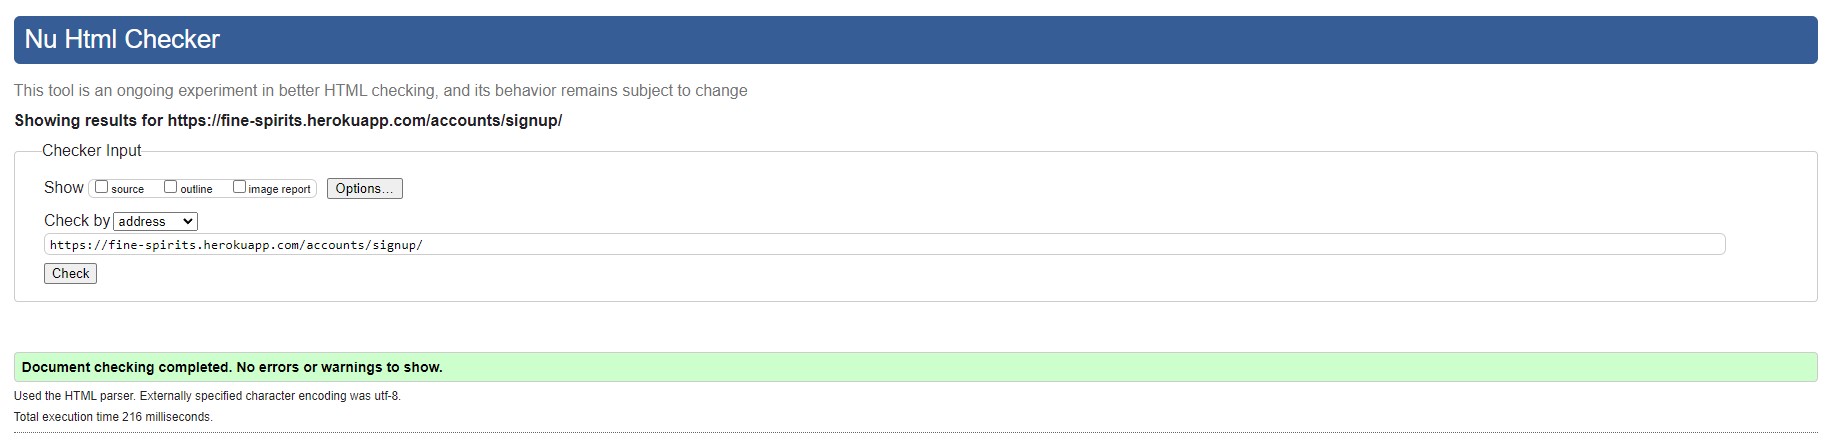 Nu Html Checker
This tool is an ongoing experiment in better HTML checking, and its behavior remains subject to change
Showing results for https://fine-spirits.herokuapp.com/accounts/signup/
Checker Input
Show source outline image report Options...
Check by address
https://fine-spirits.herokuapp.com/accounts/signup/
Check
Document checking completed. No errors or warnings to show.
Used the HTML parser. Externally specified character encoding was utf-8.
Total execution time 216 milliseconds.